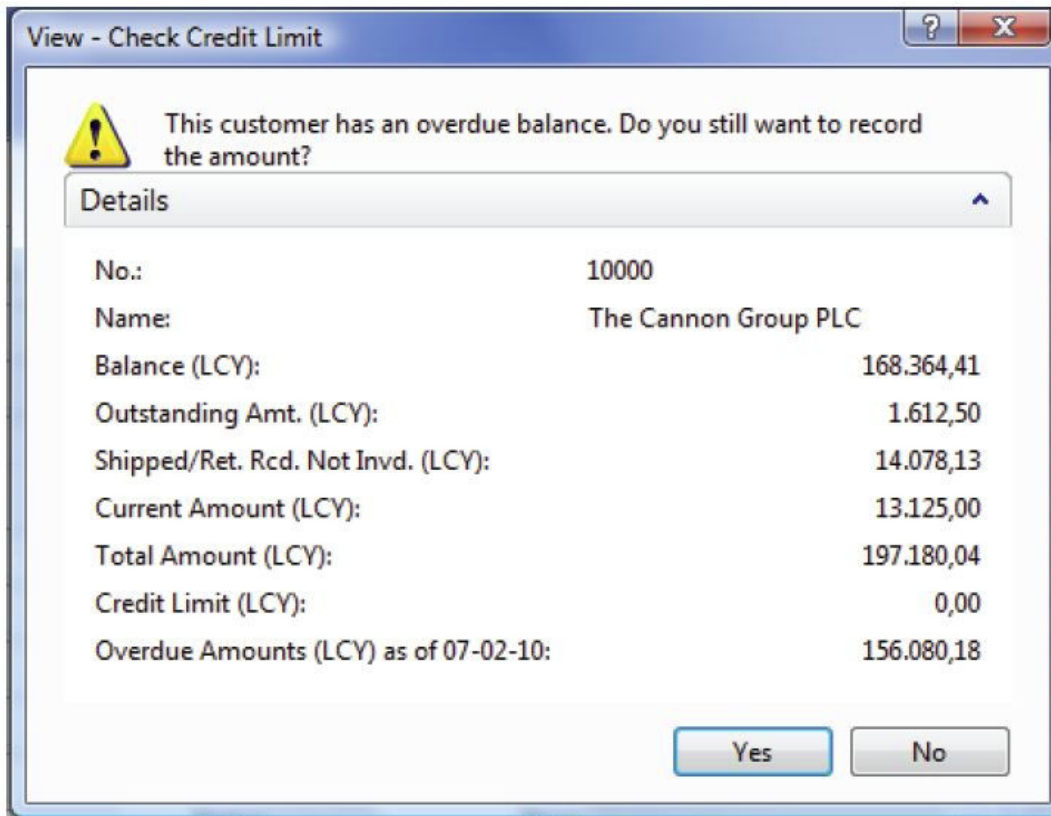 View - Check Credit Limit
This customer has an overdue balance. Do you still want to record
the amount?
Details
No.: 10000
Name: The Cannon Group PLC
Balance (LCY): 168.364,41
Outstanding Amt. (LCY): 1.612,50
Shipped/Ret. Rcd. Not Invd. (LCY): 14.078,13
Current Amount (LCY): 13.125,00
Total Amount (LCY): 197.180,04
Credit Limit (LCY): 0,00
Overdue Amounts (LCY) as of 07-02-10: 156.080,18
Yes No